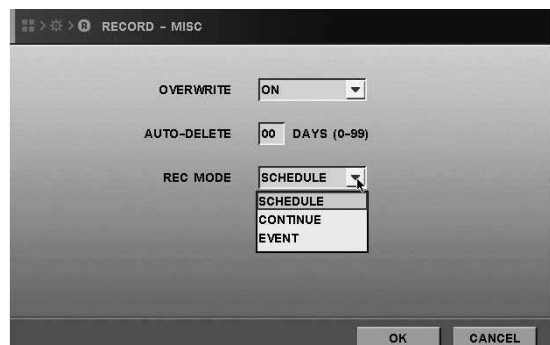 R RECORD - MISC
OVERWRITE ON
AUTO-DELETE 00 DAYS (0-99)
REC MODE SCHEDULE
SCHEDULE
CONTINUE
EVENT
OK CANCEL